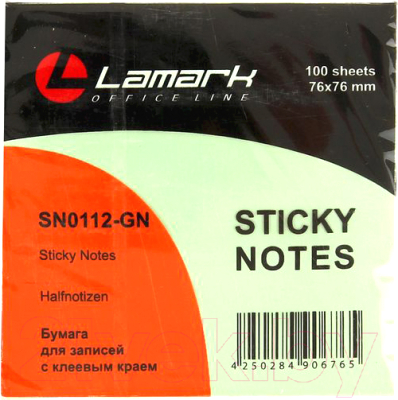 Lamark
OFFICE LINE
100 sheets
76x76 mm
SN0112-GN
Sticky Notes
Halfnotizen
Бумага
для записей
с клеевым краем
STICKY
NOTES
4 250284 906765